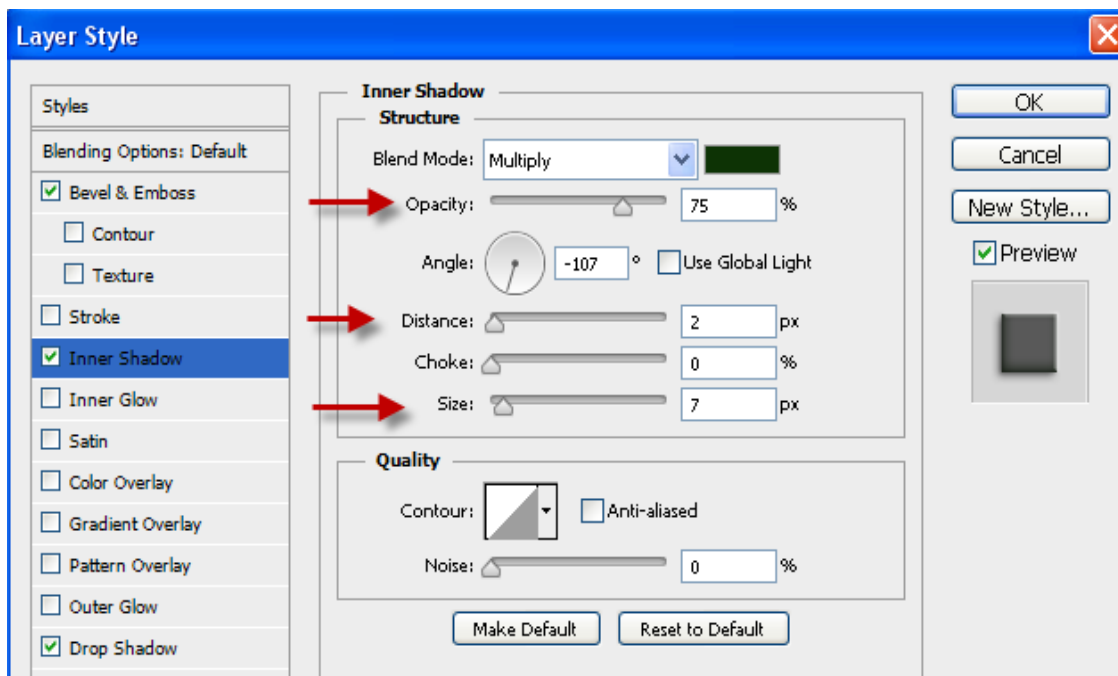 Layer Style
Styles
Blending Options: Default
Bevel & Emboss
Contour
Texture
Stroke
Inner Shadow
Inner Glow
Satin
Color Overlay
Gradient Overlay
Pattern Overlay
Outer Glow
Drop Shadow
Inner Shadow
Structure
Blend Mode: Multiply
Opacity: 75 %
Angle: -107 ° Use Global Light
Distance: 2 px
Choke: 0 %
Size: 7 px
Quality
Contour: Anti-aliased
Noise: 0 %
Make Default Reset to Default
OK
Cancel
New Style...
Preview